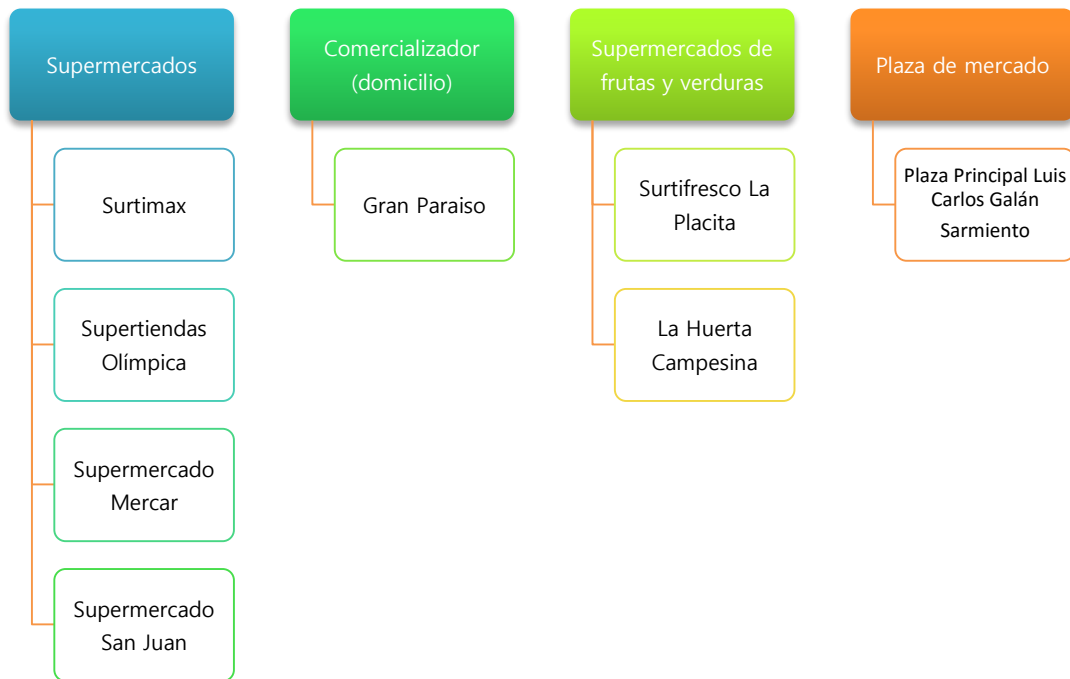 Supermercados
Surtimax
Supertiendas
Olímpica
Supermercado
Mercar
Supermercado
San Juan
Comercializador
(domicilio)
Gran Paraiso
Supermercados de
frutas y verduras
Surtifresco La
Placita
La Huerta
Campesina
Plaza de mercado
Plaza Principal Luis
Carlos Galán
Sarmiento